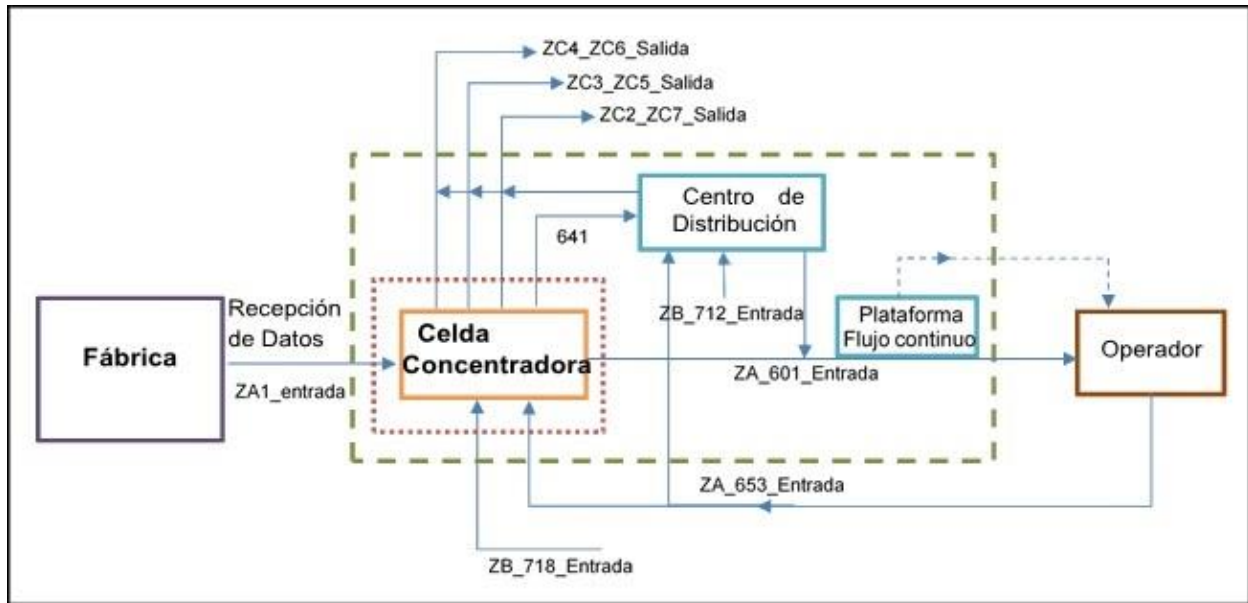 ZC4_ZC6_Salida
ZC3_ZC5_Salida
ZC2_ZC7_Salida
Centro de
Distribución
641
Recepción
de Datos
ZB_712_Entrada
Plataforma
Flujo continuo
Fábrica
Celda
Concentradora
Operador
ZA1_entrada
ZA_601_Entrada
ZA_653_Entrada
ZB_718_Entrada